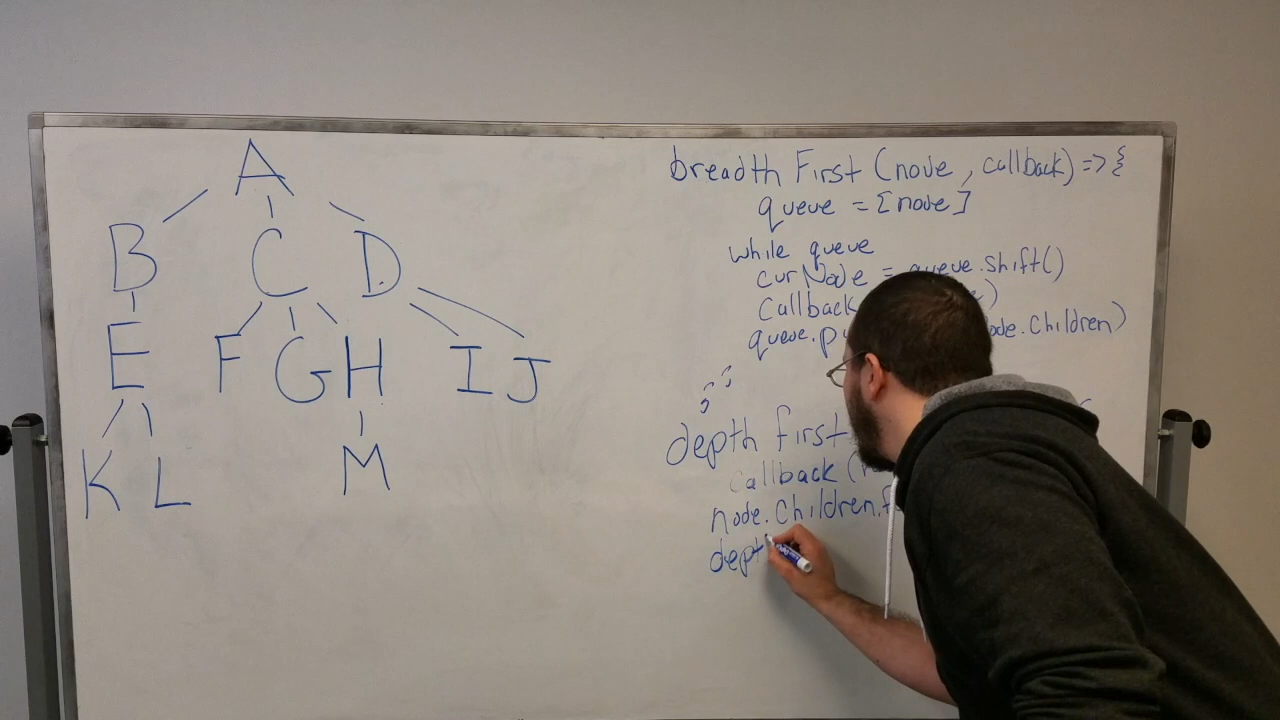 A
B C D
E F G H I J
K L M
breadth First (node, callback) => {
queue = [node]
while queue
curNode = queue.shift()
callback )
queue. .children)
depth first
callback (
node.children.
dept